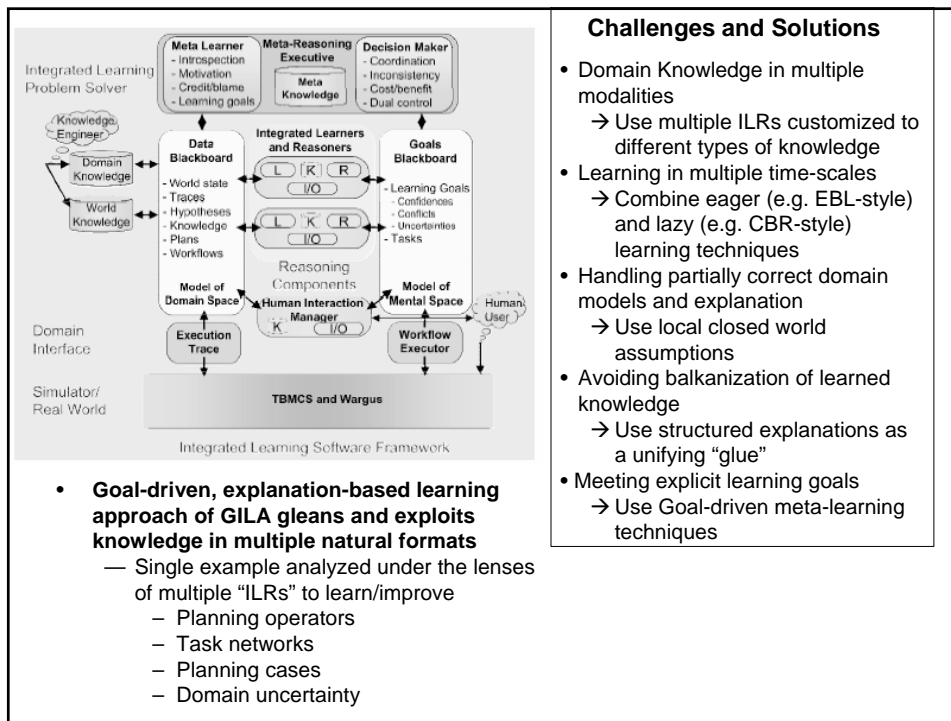 Meta Learner
- Introspection
- Motivation
- Credit/blame
- Learning goals
Meta-Reasoning
Executive
Meta
Knowledge
Decision Maker
- Coordination
- Inconsistency
- Cost/benefit
- Dual control
Integrated Learning
Problem Solver
Knowledge
Engineer
Domain
Knowledge
World
Knowledge
Data
Blackboard
- World state
- Traces
- Hypotheses
- Knowledge
- Plans
- Workflows
Model of
Domain Space
Integrated Learners
and Reasoners
L K R
I/O
L K R
I/O
Reasoning
Components
Human Interaction
Manager
K I/O
Goals
Blackboard
- Learning Goals
- Confidences
- Conflicts
- Uncertainties
- Tasks
Model of
Mental Space
Human
User
Domain
Interface
Execution
Trace
Workflow
Executor
Simulator/
Real World
TBMCS and Wargus
Integrated Learning Software Framework
• Goal-driven, explanation-based learning
approach of GILA gleans and exploits
knowledge in multiple natural formats
— Single example analyzed under the lenses
of multiple “ILRs” to learn/improve
– Planning operators
– Task networks
– Planning cases
– Domain uncertainty
Challenges and Solutions
• Domain Knowledge in multiple
modalities
→ Use multiple ILRs customized to
different types of knowledge
• Learning in multiple time-scales
→ Combine eager (e.g. EBL-style)
and lazy (e.g. CBR-style)
learning techniques
• Handling partially correct domain
models and explanation
→ Use local closed world
assumptions
• Avoiding balkanization of learned
knowledge
→ Use structured explanations as
a unifying “glue”
• Meeting explicit learning goals
→ Use Goal-driven meta-learning
techniques